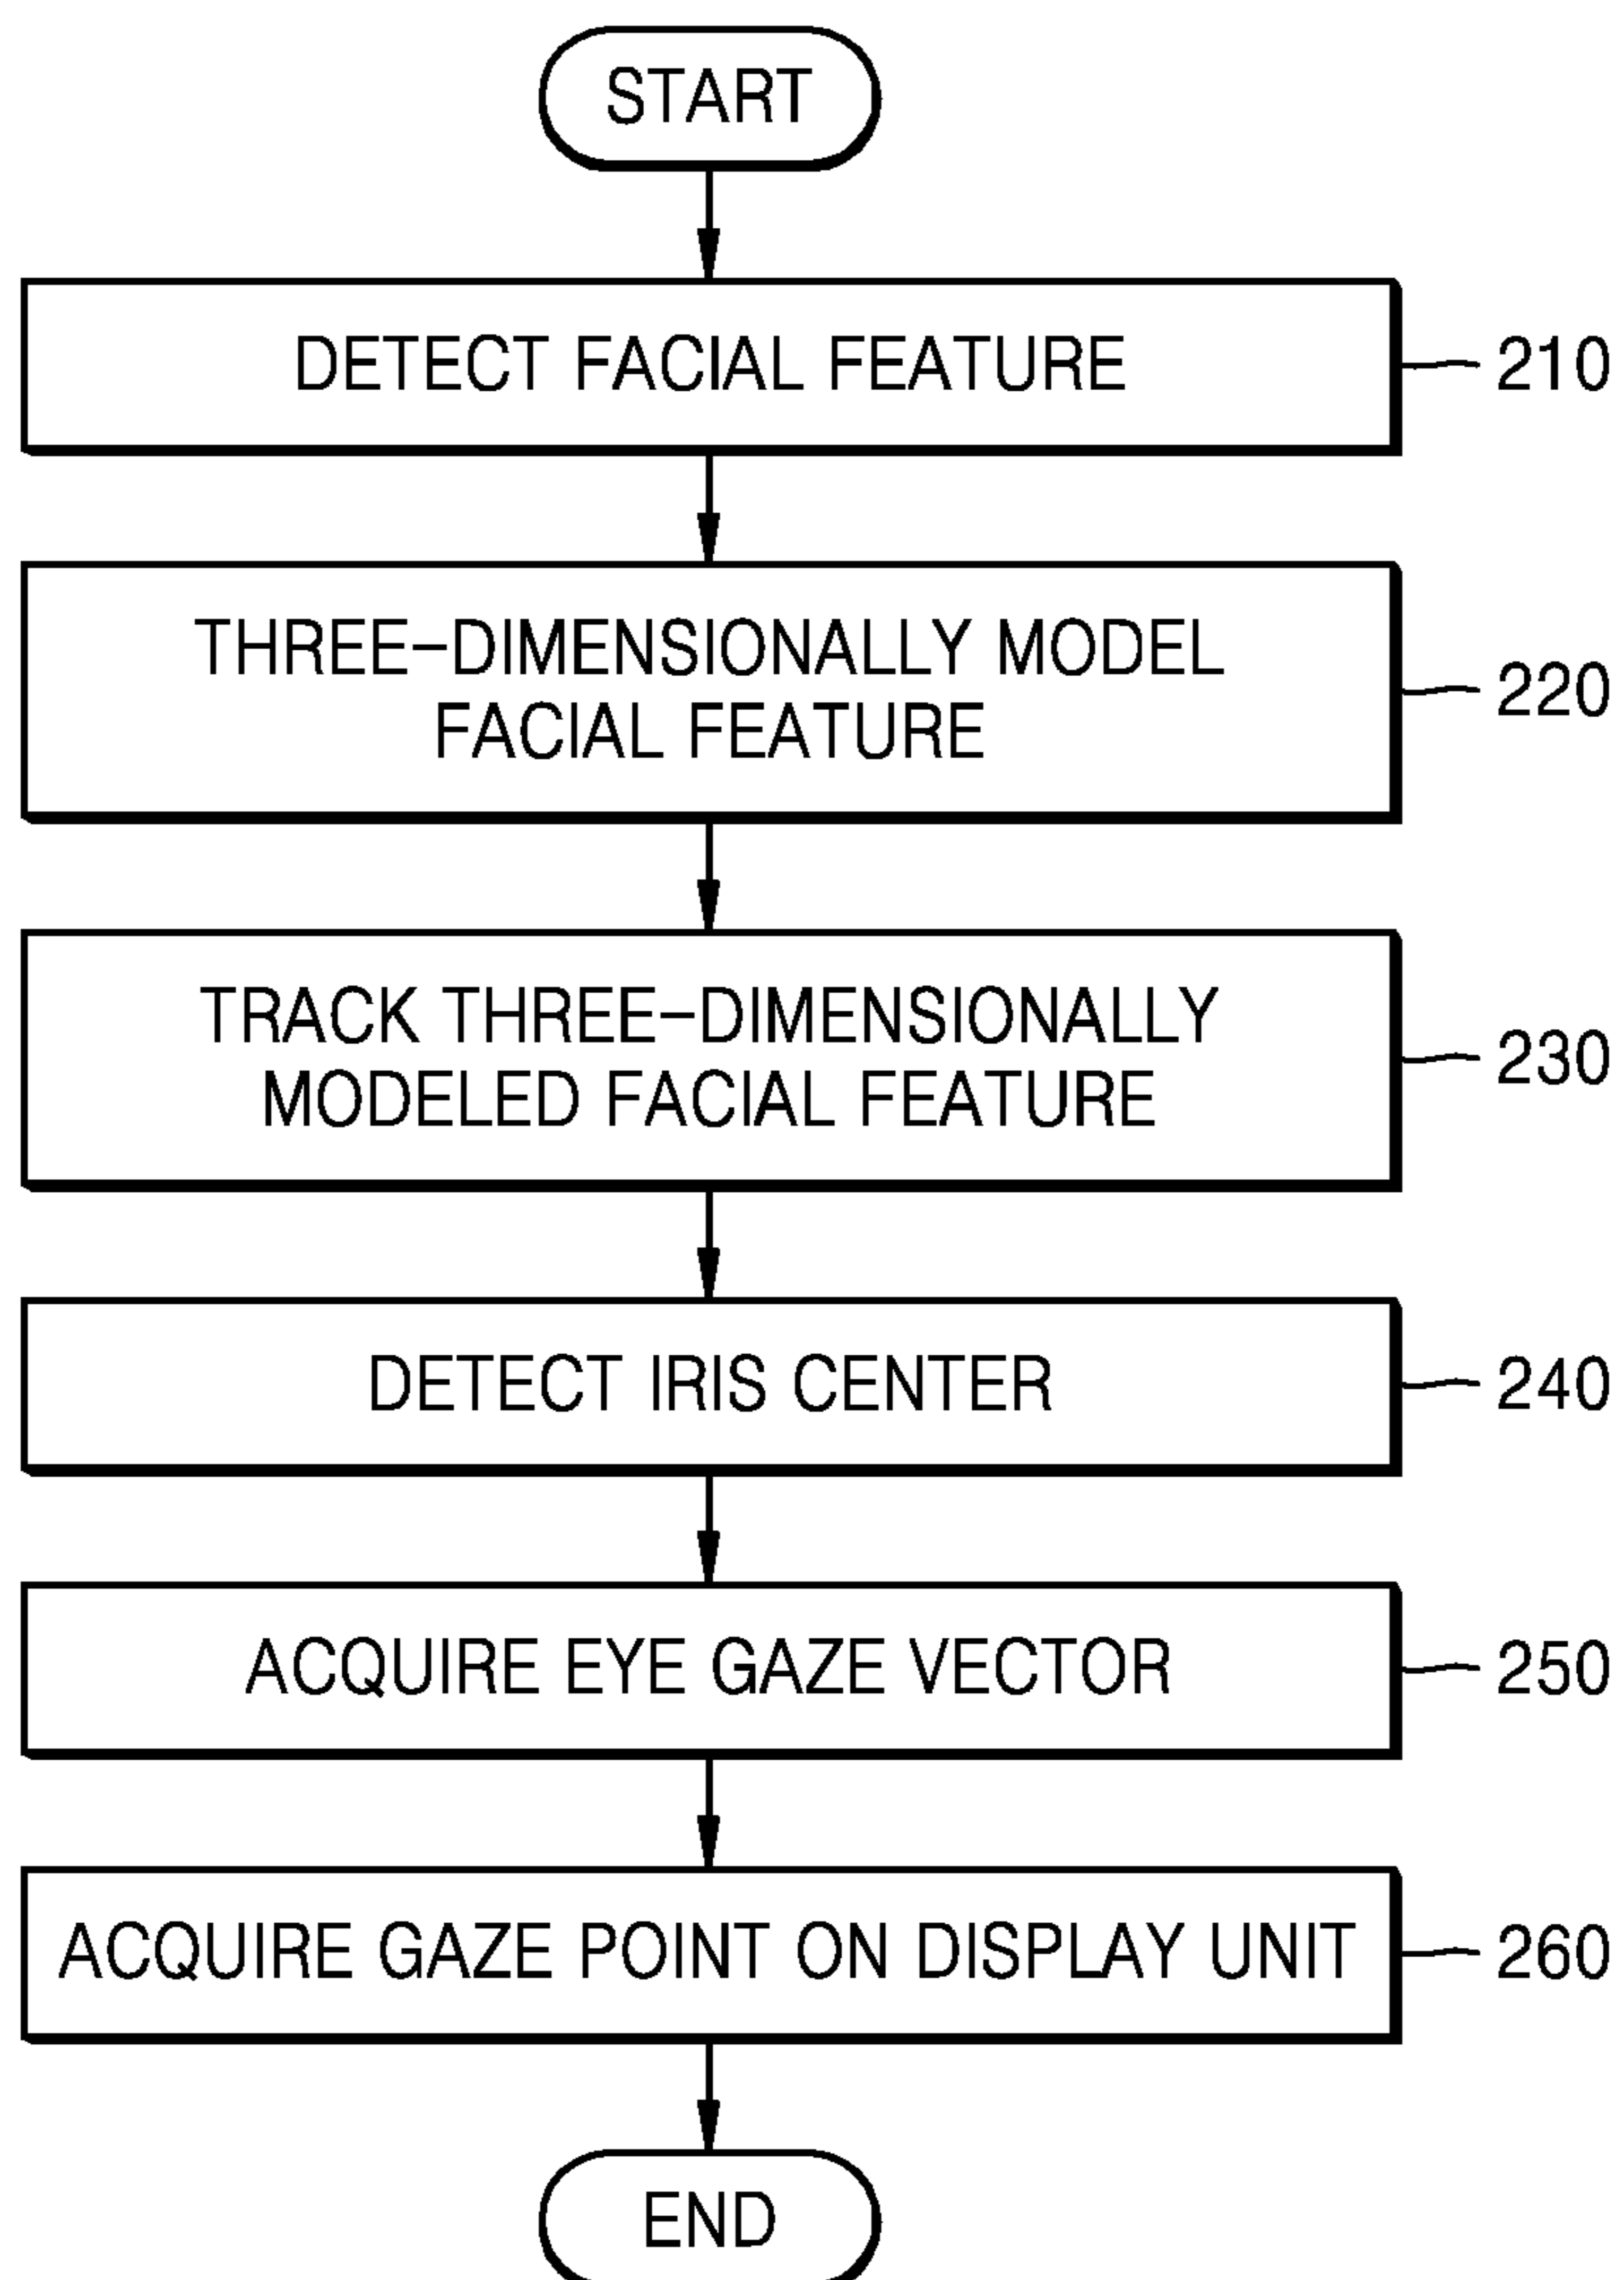 START
DETECT FACIAL FEATURE
210
THREE-DIMENSIONALLY MODEL
FACIAL FEATURE
220
TRACK THREE-DIMENSIONALLY
MODELED FACIAL FEATURE
230
DETECT IRIS CENTER
240
ACQUIRE EYE GAZE VECTOR
250
ACQUIRE GAZE POINT ON DISPLAY UNIT
260
END